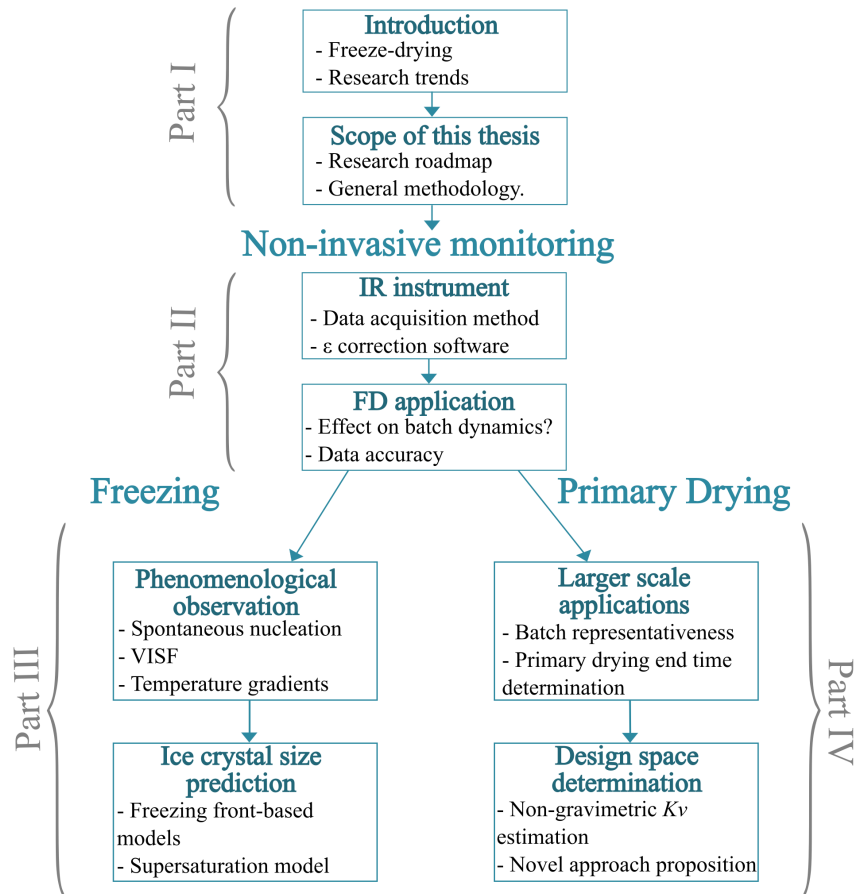 Part I
Introduction
- Freeze-drying
- Research trends
Scope of this thesis
- Research roadmap
- General methodology.
Non-invasive monitoring
Part II
IR instrument
- Data acquisition method
- ε correction software
FD application
- Effect on batch dynamics?
- Data accuracy
Freezing
Part III
Phenomenological
observation
- Spontaneous nucleation
- VISF
- Temperature gradients
Ice crystal size
prediction
- Freezing front-based
models
- Supersaturation model
Primary Drying
Part IV
Larger scale
applications
- Batch representativeness
- Primary drying end time
determination
Design space
determination
- Non-gravimetric Kv
estimation
- Novel approach proposition